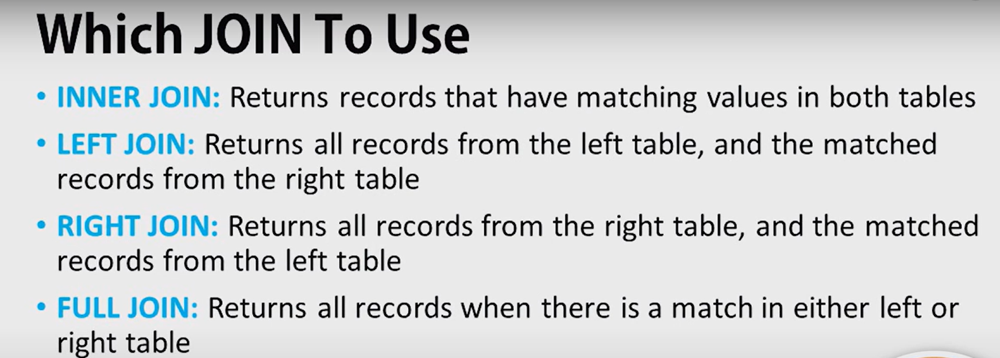 Which JOIN To Use
• INNER JOIN: Returns records that have matching values in both tables
• LEFT JOIN: Returns all records from the left table, and the matched
records from the right table
• RIGHT JOIN: Returns all records from the right table, and the matched
records from the left table
• FULL JOIN: Returns all records when there is a match in either left or
right table